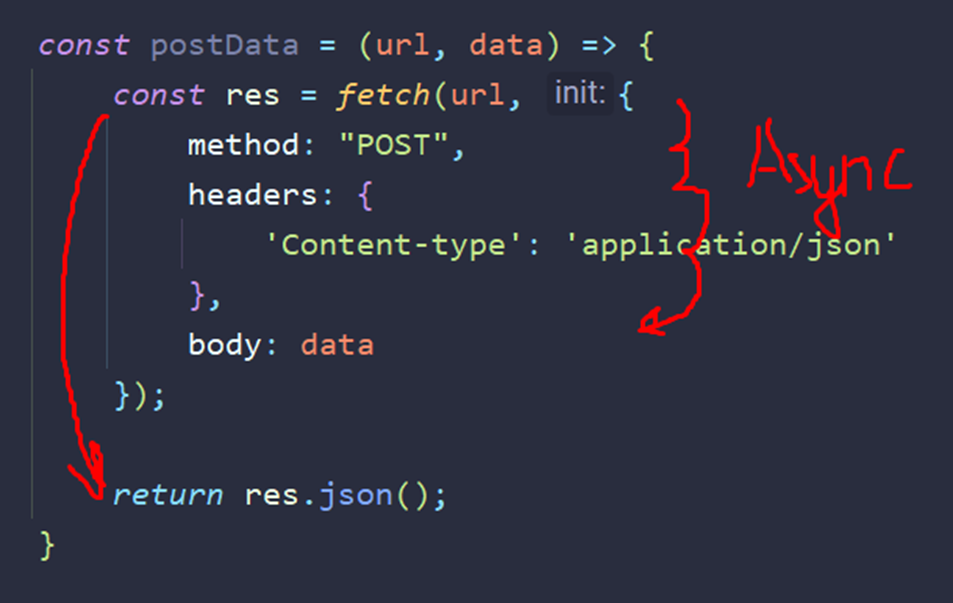 const postData = (url, data) => {
const res = fetch(url, init: {
method: "POST",
headers: {
'Content-type': 'application/json'
},
body: data
});
return res.json();
}
Async